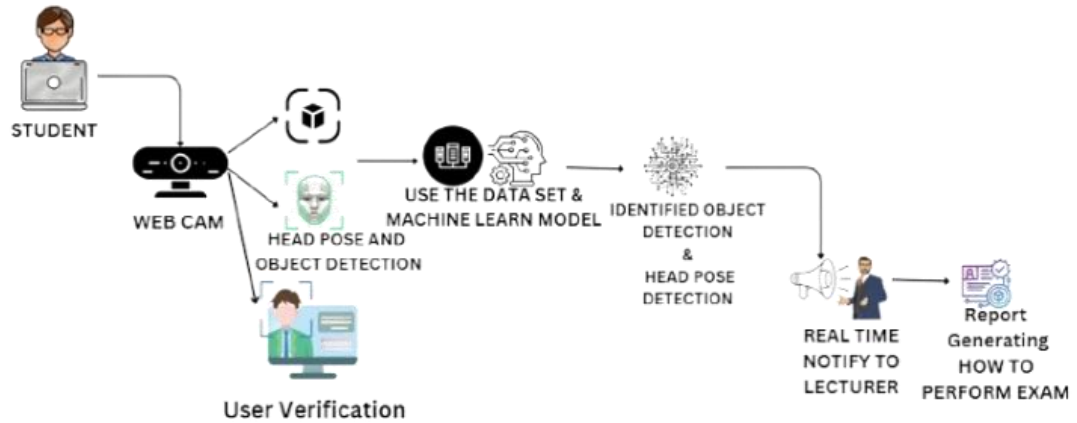 STUDENT
WEB CAM
HEAD POSE AND
OBJECT DETECTION
User Verification
USE THE DATA SET &
MACHINE LEARN MODEL
IDENTIFIED OBJECT
DETECTION
&
HEAD POSE
DETECTION
REAL TIME
NOTIFY TO
LECTURER
Report
Generating
HOW TO
PERFORM EXAM